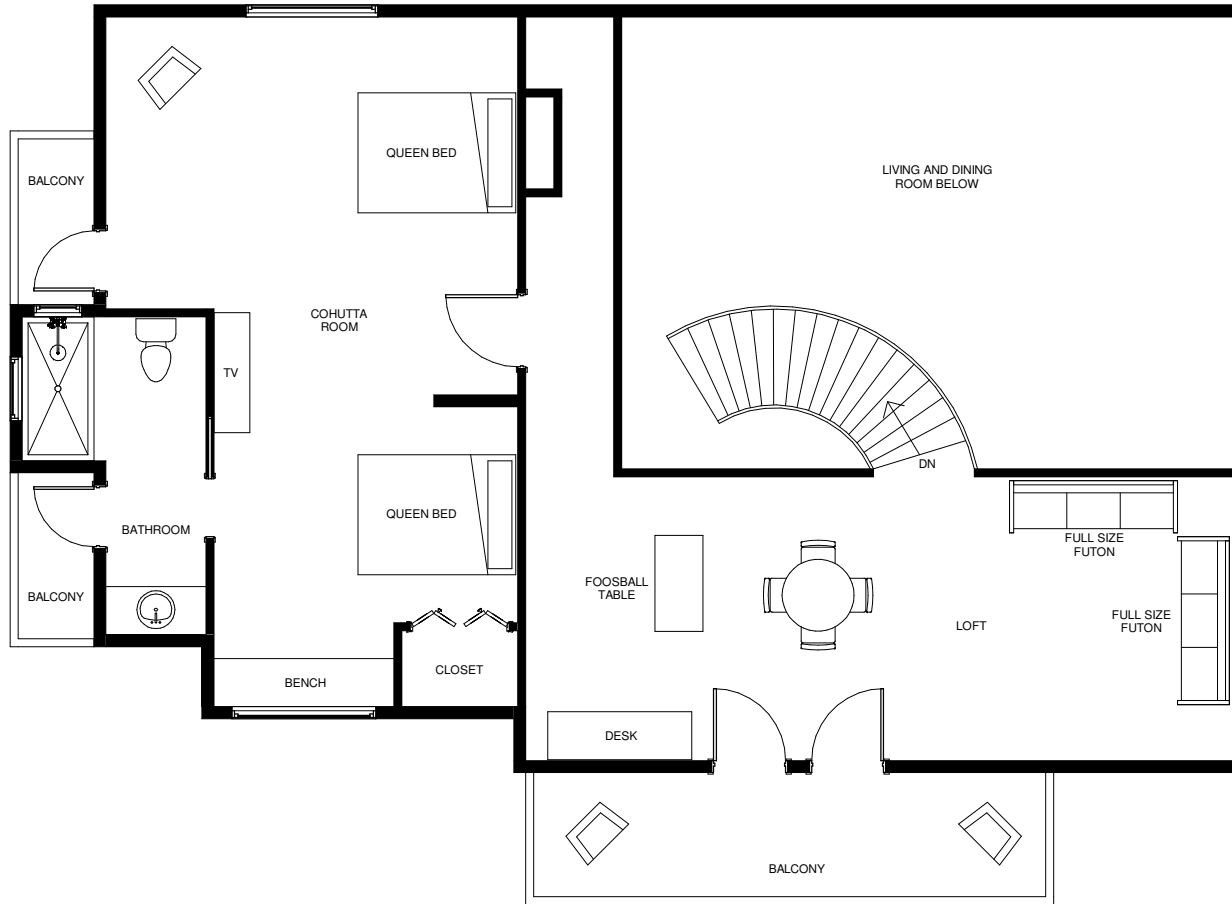 QUEEN BED
BALCONY
LIVING AND DINING
ROOM BELOW
COHUTTA
ROOM
TV
DN
QUEEN BED
BATHROOM
FULL SIZE
FUTON
FOOSBALL
TABLE
BALCONY
FULL SIZE
FUTON
LOFT
CLOSET
BENCH
DESK
BALCONY